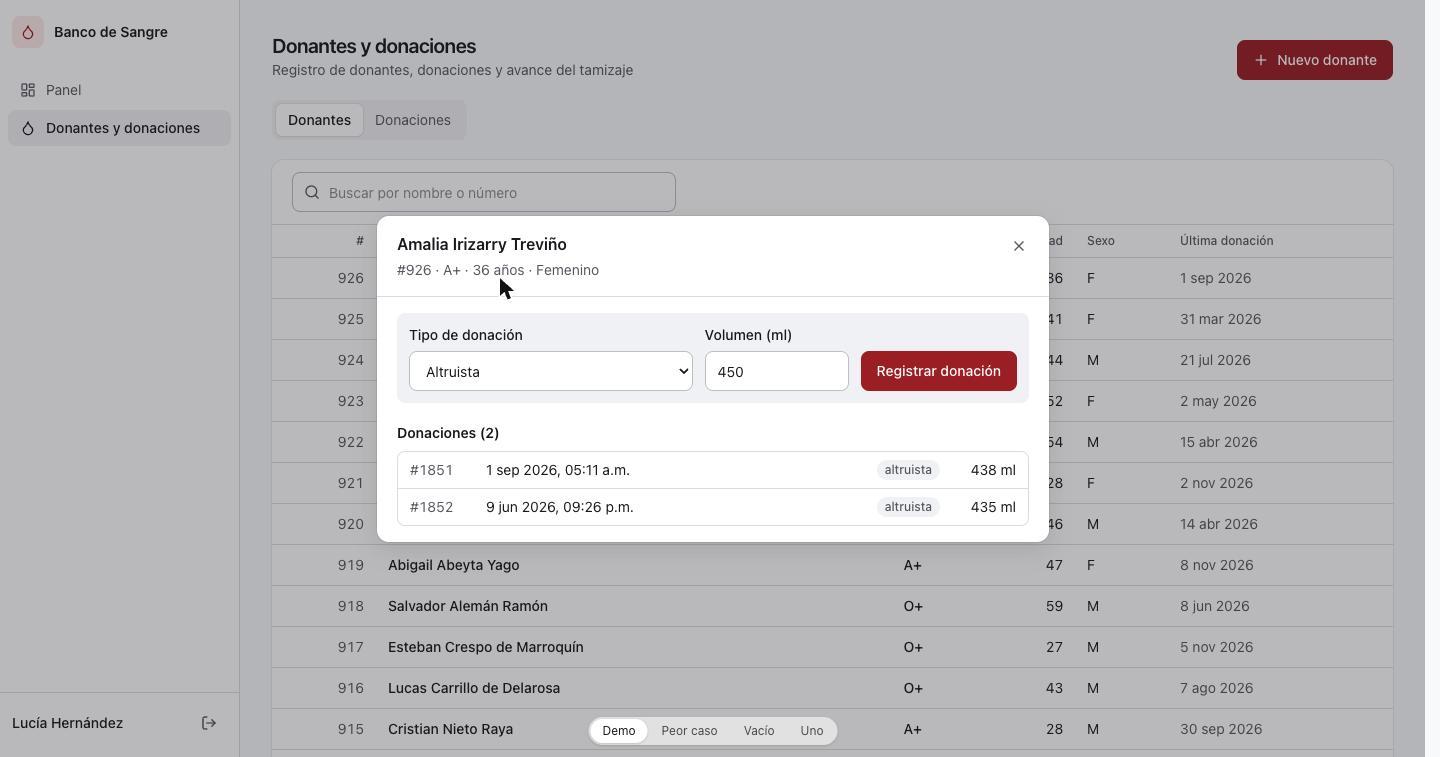 Banco de Sangre
Panel
Donantes y donaciones
Lucía Hernández
Donantes y donaciones
Registro de donantes, donaciones y avance del tamizaje
Nuevo donante
Donantes Donaciones
Buscar por nombre o número
# ad Sexo Última donación
926 36 F 1 sep 2026
925 41 F 31 mar 2026
924 44 M 21 jul 2026
923 52 F 2 may 2026
922 54 M 15 abr 2026
921 28 F 2 nov 2026
920 46 M 14 abr 2026
919 Abigail Abeyta Yago A+ 47 F 8 nov 2026
918 Salvador Alemán Ramón O+ 59 M 8 jun 2026
917 Esteban Crespo de Marroquín O+ 27 M 5 nov 2026
916 Lucas Carrillo de Delarosa O+ 43 M 7 ago 2026
915 Cristian Nieto Raya A+ 28 M 30 sep 2026
Amalia Irizarry Treviño
#926 · A+ · 36 años · Femenino
Tipo de donación Volumen (ml)
Altruista 450 Registrar donación
Donaciones (2)
#1851 1 sep 2026, 05:11 a.m. altruista 438 ml
#1852 9 jun 2026, 09:26 p.m. altruista 435 ml
Demo Peor caso Vacío Uno